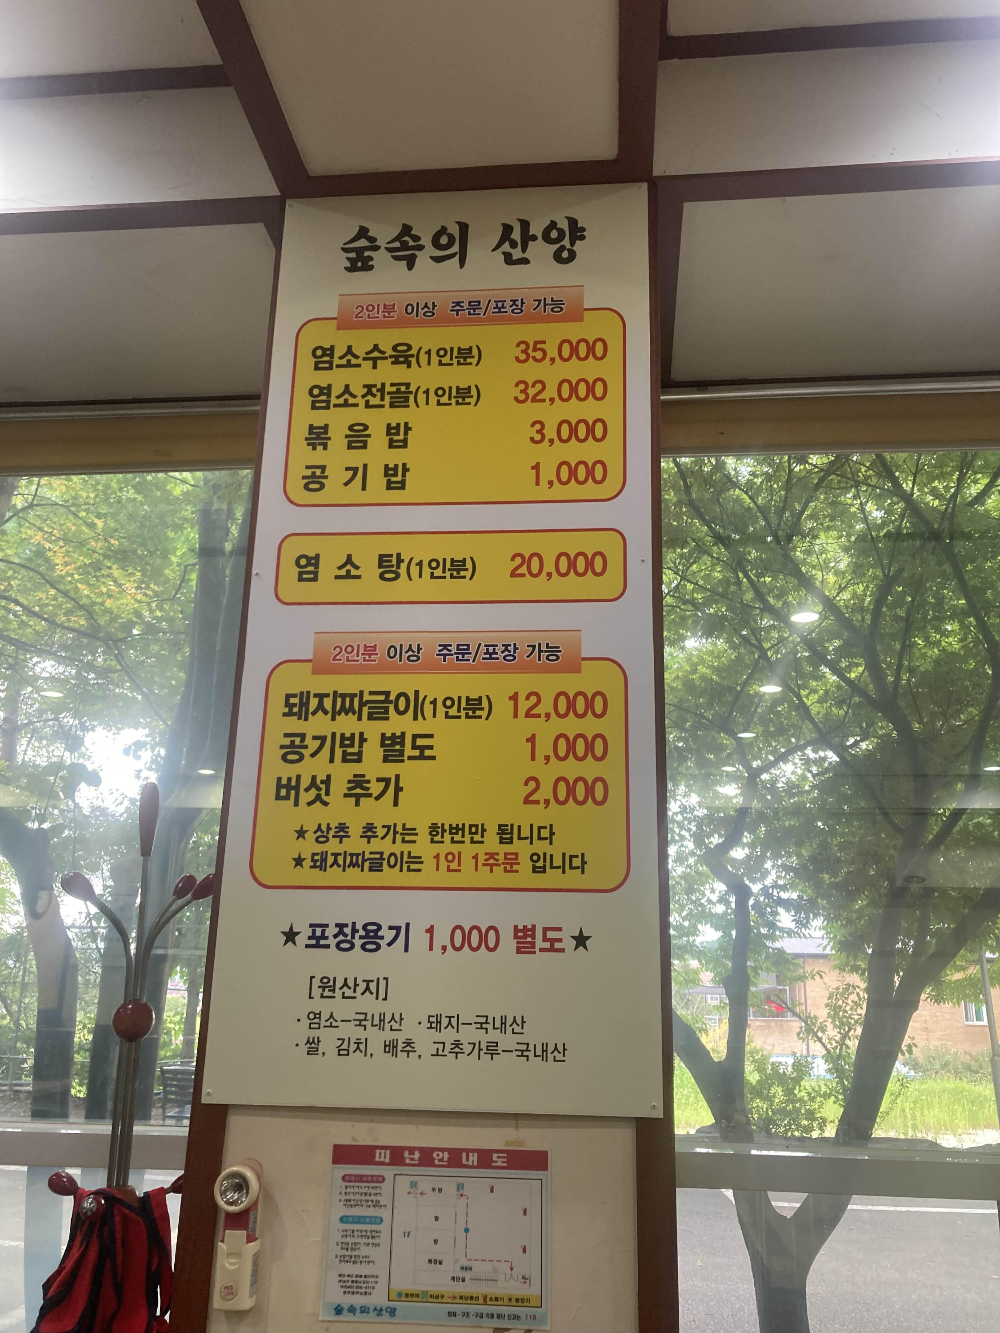 숲속의 산양
2인분 이상 주문/포장 가능
염소수육(1인분) 35,000
염소전골(1인분) 32,000
볶음밥 3,000
공기밥 1,000
염소탕(1인분) 20,000
2인분 이상 주문/포장 가능
돼지짜글이(1인분) 12,000
공기밥 별도 1,000
버섯 추가 2,000
★상추 추가는 한번만 됩니다
★돼지짜글이는 1인 1주문 입니다
★포장용기 1,000 별도★
[원산지]
·염소-국내산 ·돼지-국내산
·쌀, 김치, 배추, 고추가루-국내산
피난안내도
주방
방
방
1F
계단실
숲속의산양